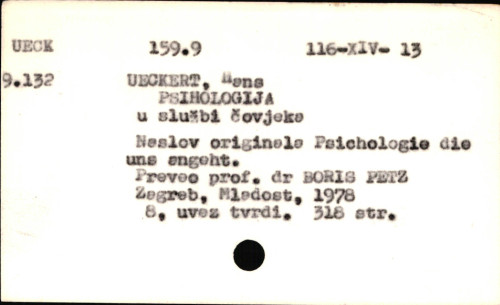 UECK 159.9 116-XIV- 13
9.132 UECKERT, Hans
PSIHOLOGIJA
u službi čovjeka
Naslov originala Psichologie die
uns angeht.
Preveo prof. dr BORIS PETZ
Zagreb, Mladost, 1978
8, uvez tvrdi. 318 str.